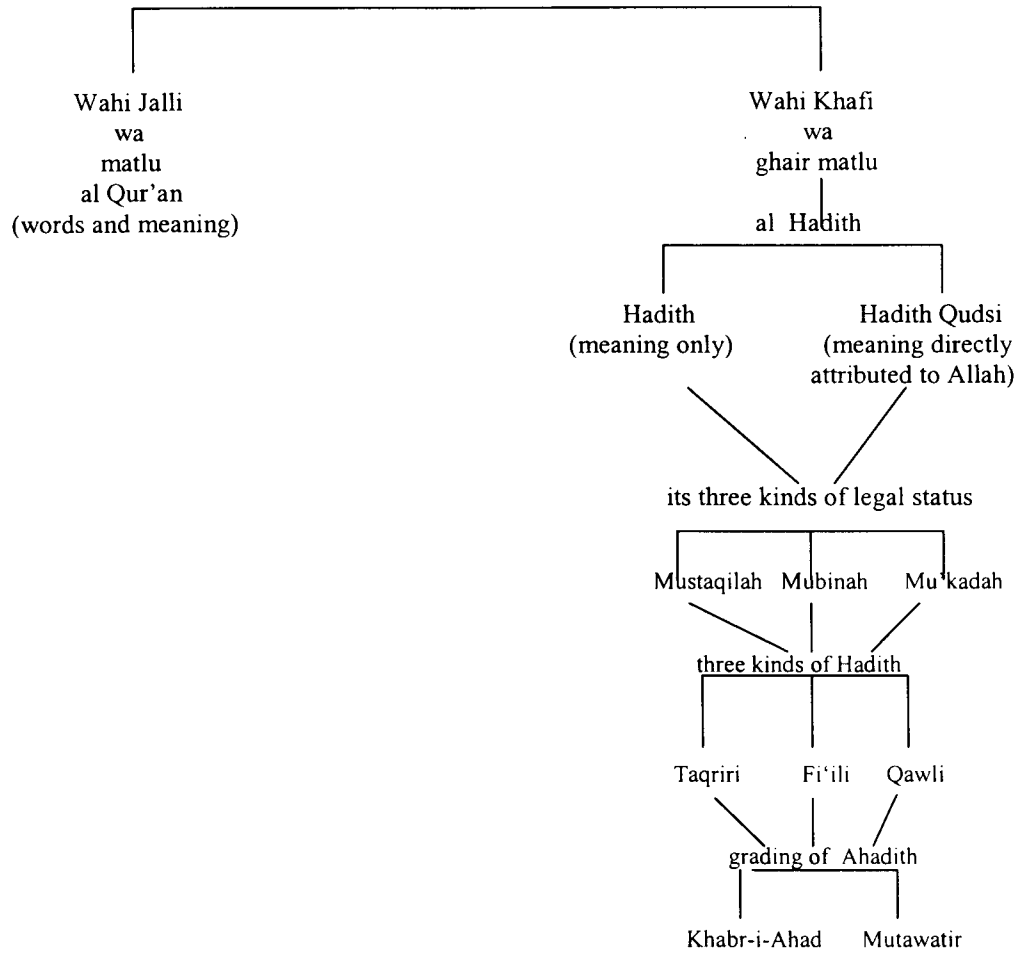 Wahi Jalli
wa
matlu
al Qur’an
(words and meaning)
Wahi Khafi
wa
ghair matlu
al Hadith
Hadith
(meaning only)
Hadith Qudsi
(meaning directly
attributed to Allah)
its three kinds of legal status
Mustaqilah Mubinah Mu’kadah
three kinds of Hadith
Taqriri Fi‘ili Qawli
grading of Ahadith
Khabr-i-Ahad Mutawatir